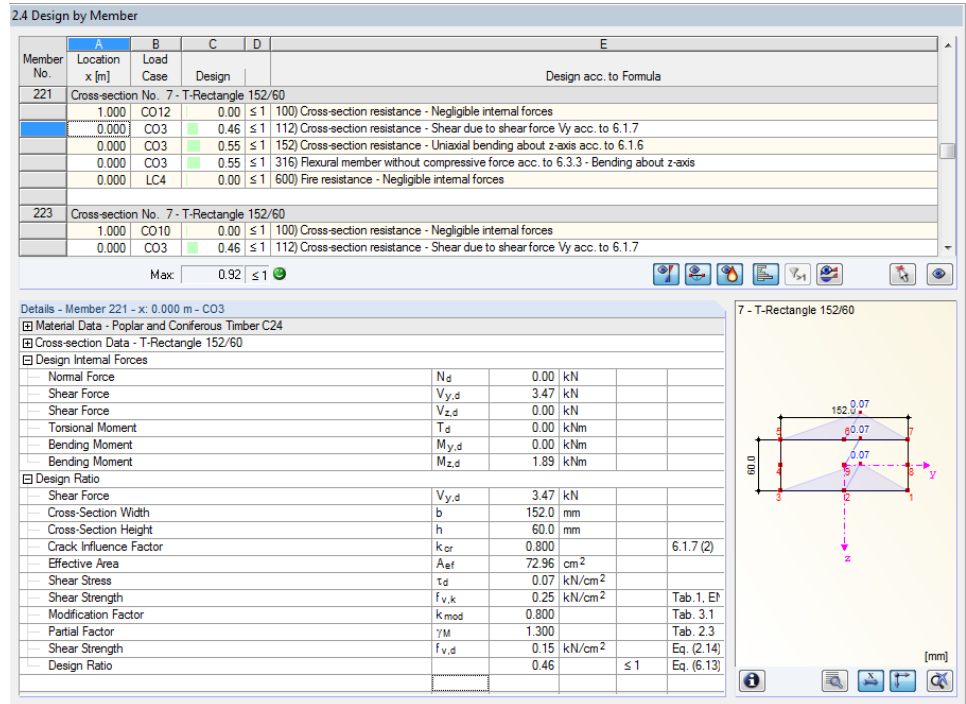 2.4 Design by Member
A B C D E
Member Location Load
No. x [m] Case Design Design acc. to Formula
221 Cross-section No. 7 - T-Rectangle 152/60
1.000 CO12 0.00 ≤ 1 100) Cross-section resistance - Negligible internal forces
0.000 CO3 0.46 ≤ 1 112) Cross-section resistance - Shear due to shear force Vy acc. to 6.1.7
0.000 CO3 0.55 ≤ 1 152) Cross-section resistance - Uniaxial bending about z-axis acc. to 6.1.6
0.000 CO3 0.55 ≤ 1 316) Flexural member without compressive force acc. to 6.3.3 - Bending about z-axis
0.000 LC4 0.00 ≤ 1 600) Fire resistance - Negligible internal forces
223 Cross-section No. 7 - T-Rectangle 152/60
1.000 CO10 0.00 ≤ 1 100) Cross-section resistance - Negligible internal forces
0.000 CO3 0.46 ≤ 1 112) Cross-section resistance - Shear due to shear force Vy acc. to 6.1.7
Max: 0.92 ≤ 1
>1
Details - Member 221 - x: 0.000 m - CO3
Material Data - Poplar and Coniferous Timber C24
Cross-section Data - T-Rectangle 152/60
Design Internal Forces
Normal Force Nd 0.00 kN
Shear Force Vy,d 3.47 kN
Shear Force Vz,d 0.00 kN
Torsional Moment Td 0.00 kNm
Bending Moment My,d 0.00 kNm
Bending Moment Mz,d 1.89 kNm
Design Ratio
Shear Force Vy,d 3.47 kN
Cross-Section Width b 152.0 mm
Cross-Section Height h 60.0 mm
Crack Influence Factor kcr 0.800 6.1.7 (2)
Effective Area Aef 72.96 cm2
Shear Stress τd 0.07 kN/cm2
Shear Strength fv,k 0.25 kN/cm2 Tab.1, EN
Modification Factor kmod 0.800 Tab. 3.1
Partial Factor γM 1.300 Tab. 2.3
Shear Strength fv,d 0.15 kN/cm2 Eq. (2.14)
Design Ratio 0.46 ≤ 1 Eq. (6.13)
7 - T-Rectangle 152/60
0.07
152.0
5 6 0.07 7
60.0
0.07
4 9 8 y
3 2 1
z
[mm]